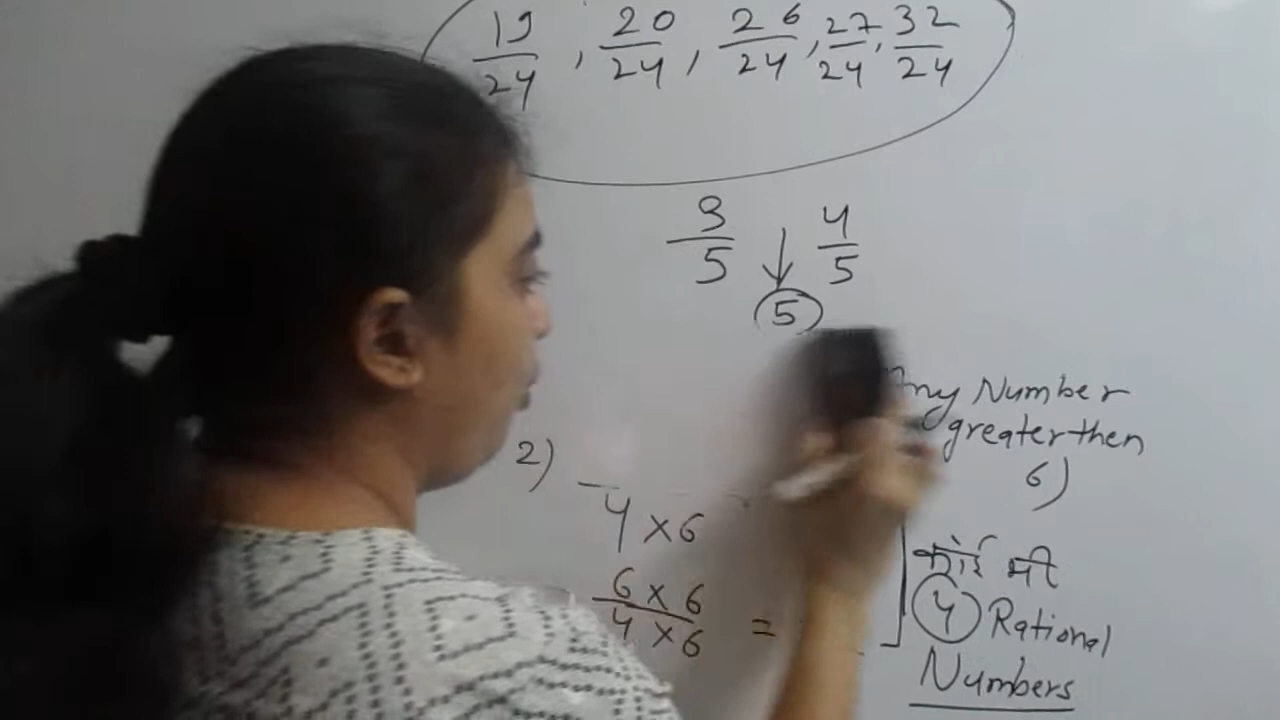 19/24, 20/24, 26/24, 27/24, 32/24
3/5 ↓ 4/5
5
Any Number
greater then
6)
2)
4 × 6
6 × 6 / 4 × 6 =
कोई भी
4 Rational
Numbers